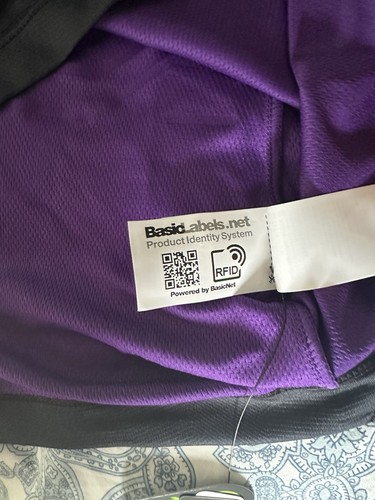 BasicLabels.net
Product Identity System
RFID
Powered by BasicNet